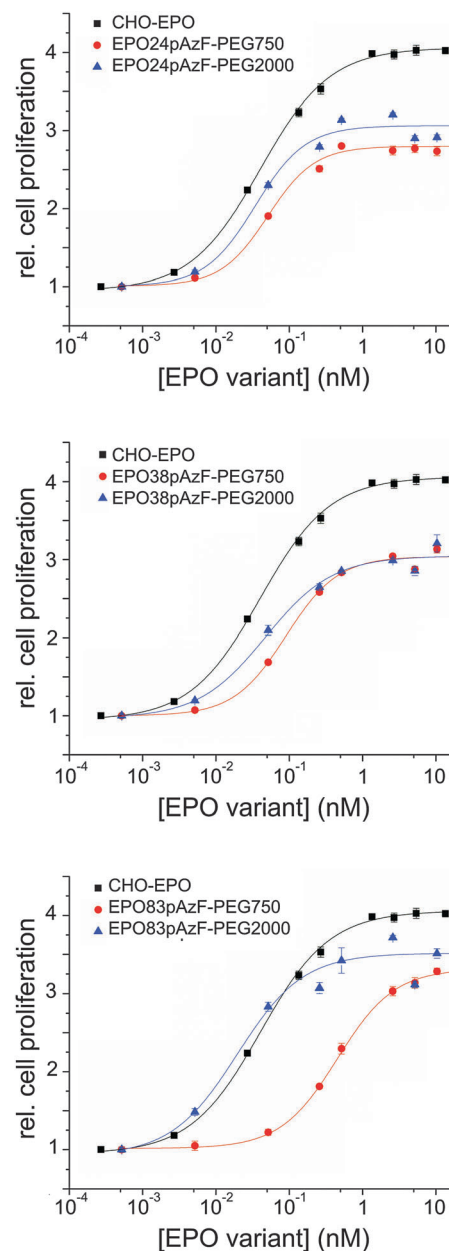 CHO-EPO
EPO24pAzF-PEG750
EPO24pAzF-PEG2000
rel. cell proliferation
4
3
2
1
10⁻⁴ 10⁻³ 10⁻² 10⁻¹ 1 10
[EPO variant] (nM)
CHO-EPO
EPO38pAzF-PEG750
EPO38pAzF-PEG2000
rel. cell proliferation
4
3
2
1
10⁻⁴ 10⁻³ 10⁻² 10⁻¹ 1 10
[EPO variant] (nM)
CHO-EPO
EPO83pAzF-PEG750
EPO83pAzF-PEG2000
rel. cell proliferation
4
3
2
1
10⁻⁴ 10⁻³ 10⁻² 10⁻¹ 1 10
[EPO variant] (nM)